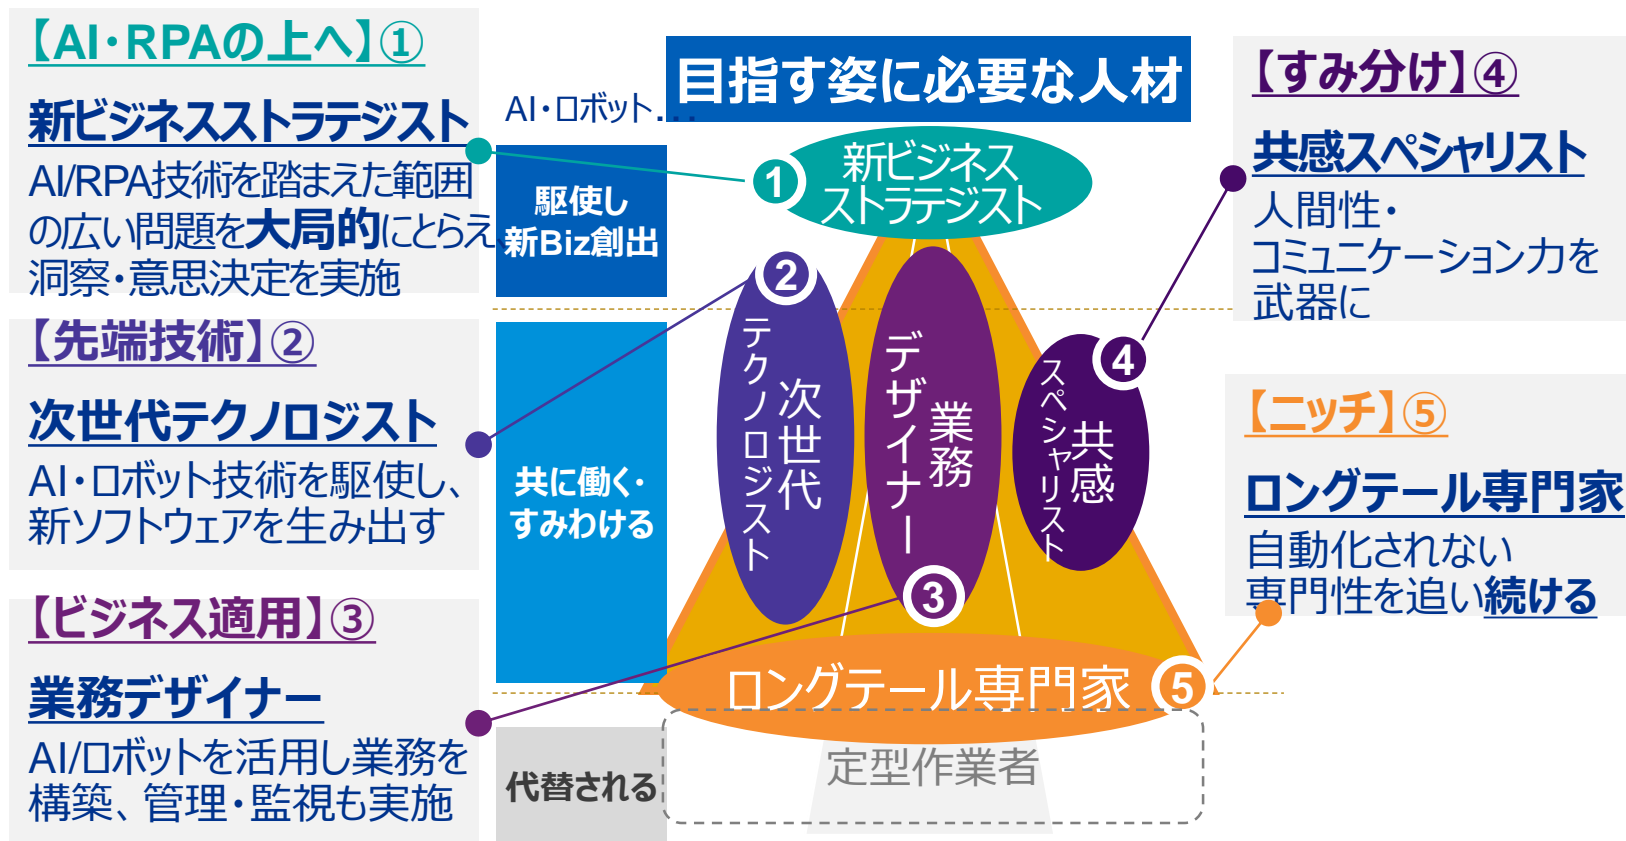 【AI・RPAの上へ】①
新ビジネスストラテジスト
AI/RPA技術を踏まえた範囲
の広い問題を大局的にとらえ、
洞察・意思決定を実施
【先端技術】②
次世代テクノロジスト
AI・ロボット技術を駆使し、
新ソフトウェアを生み出す
【ビジネス適用】③
業務デザイナー
AI/ロボットを活用し業務を
構築、管理・監視も実施
AI・ロボット...
駆使し
新Biz創出
共に働く・
すみわける
代替される
目指す姿に必要な人材
1
新ビジネス
ストラテジスト
2
次世代
テクノロジスト
業務
デザイナー
3
4
共感
スペシャリスト
ロングテール専門家
5
定型作業者
【すみ分け】④
共感スペシャリスト
人間性・
コミュニケーション力を
武器に
【ニッチ】⑤
ロングテール専門家
自動化されない
専門性を追い続ける